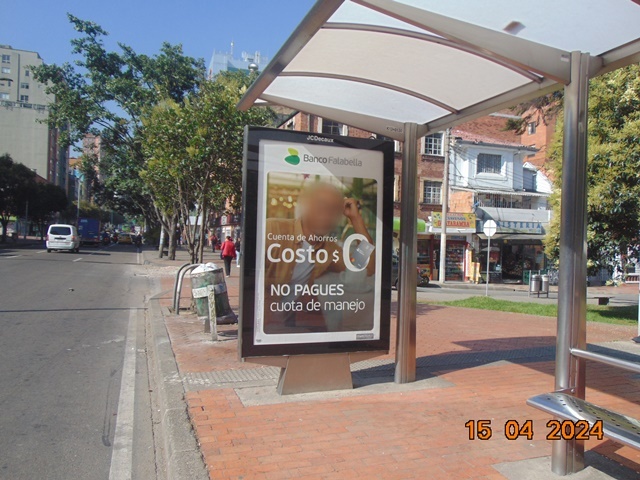 JCDecaux
Banco Falabella
Cuenta de Ahorros
Costo $0
NO PAGUES
cuota de manejo
15 04 2024